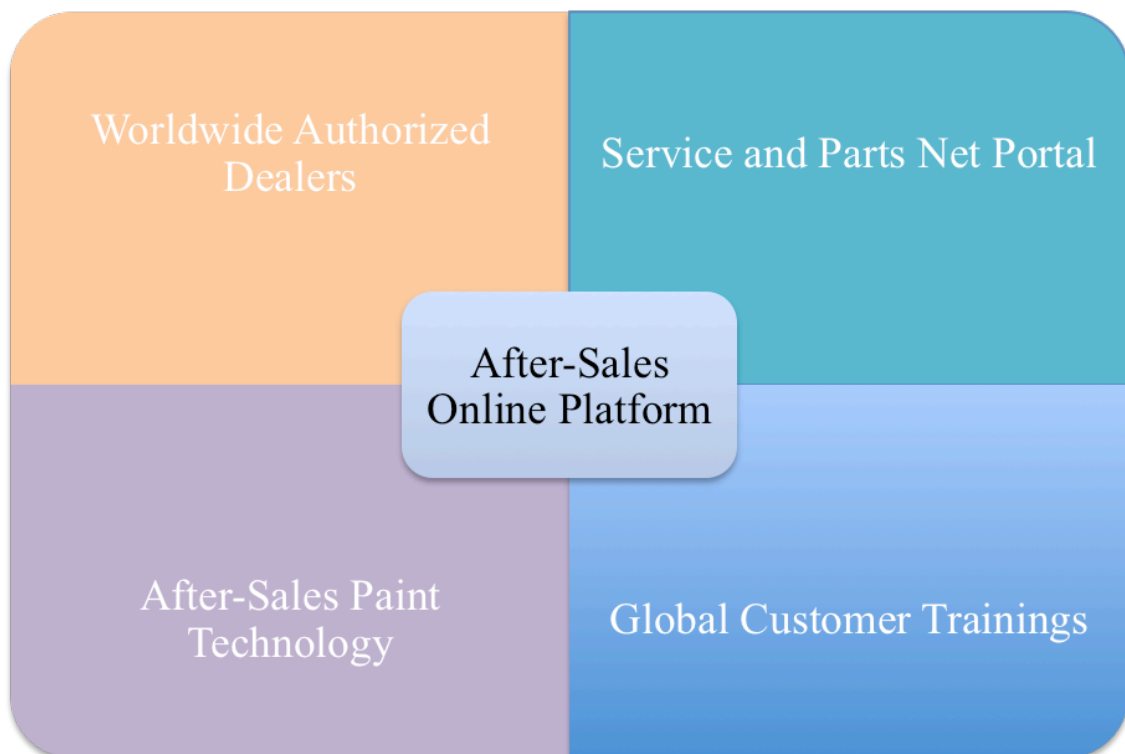 Worldwide Authorized
Dealers
Service and Parts Net Portal
After-Sales
Online Platform
After-Sales Paint
Technology
Global Customer Trainings